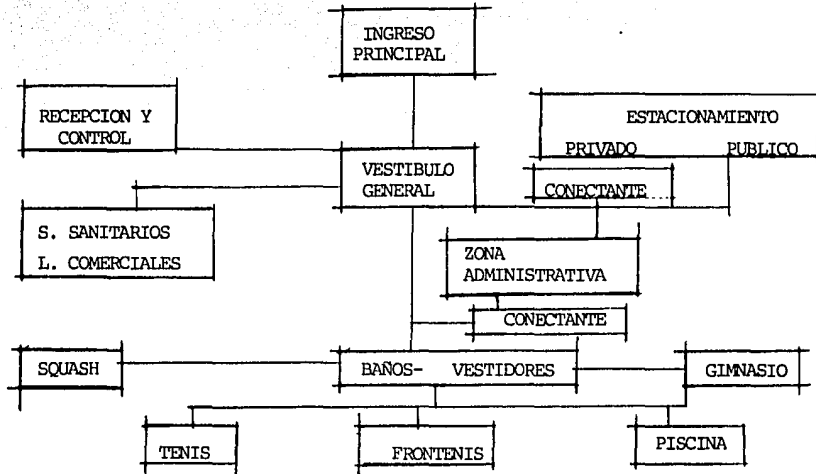 INGRESO
PRINCIPAL
RECEPCION Y
CONTROL
ESTACIONAMIENTO
PRIVADO PUBLICO
VESTIBULO
GENERAL
CONECTANTE
S. SANITARIOS
L. COMERCIALES
ZONA
ADMINISTRATIVA
CONECTANTE
SQUASH
BAÑOS- VESTIDORES
GIMNASIO
TENIS
FRONTENIS
PISCINA